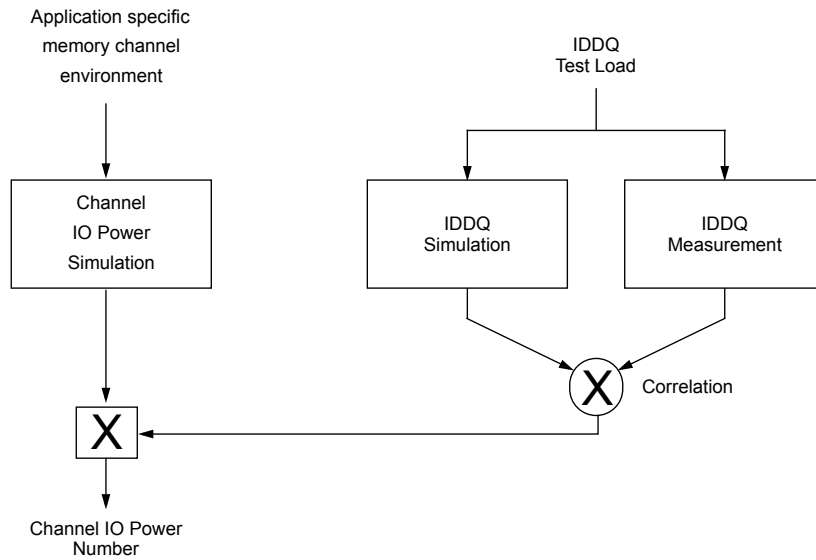 Application specific
memory channel
environment
IDDQ
Test Load
Channel
IO Power
Simulation
IDDQ
Simulation
IDDQ
Measurement
X
Correlation
X
Channel IO Power
Number